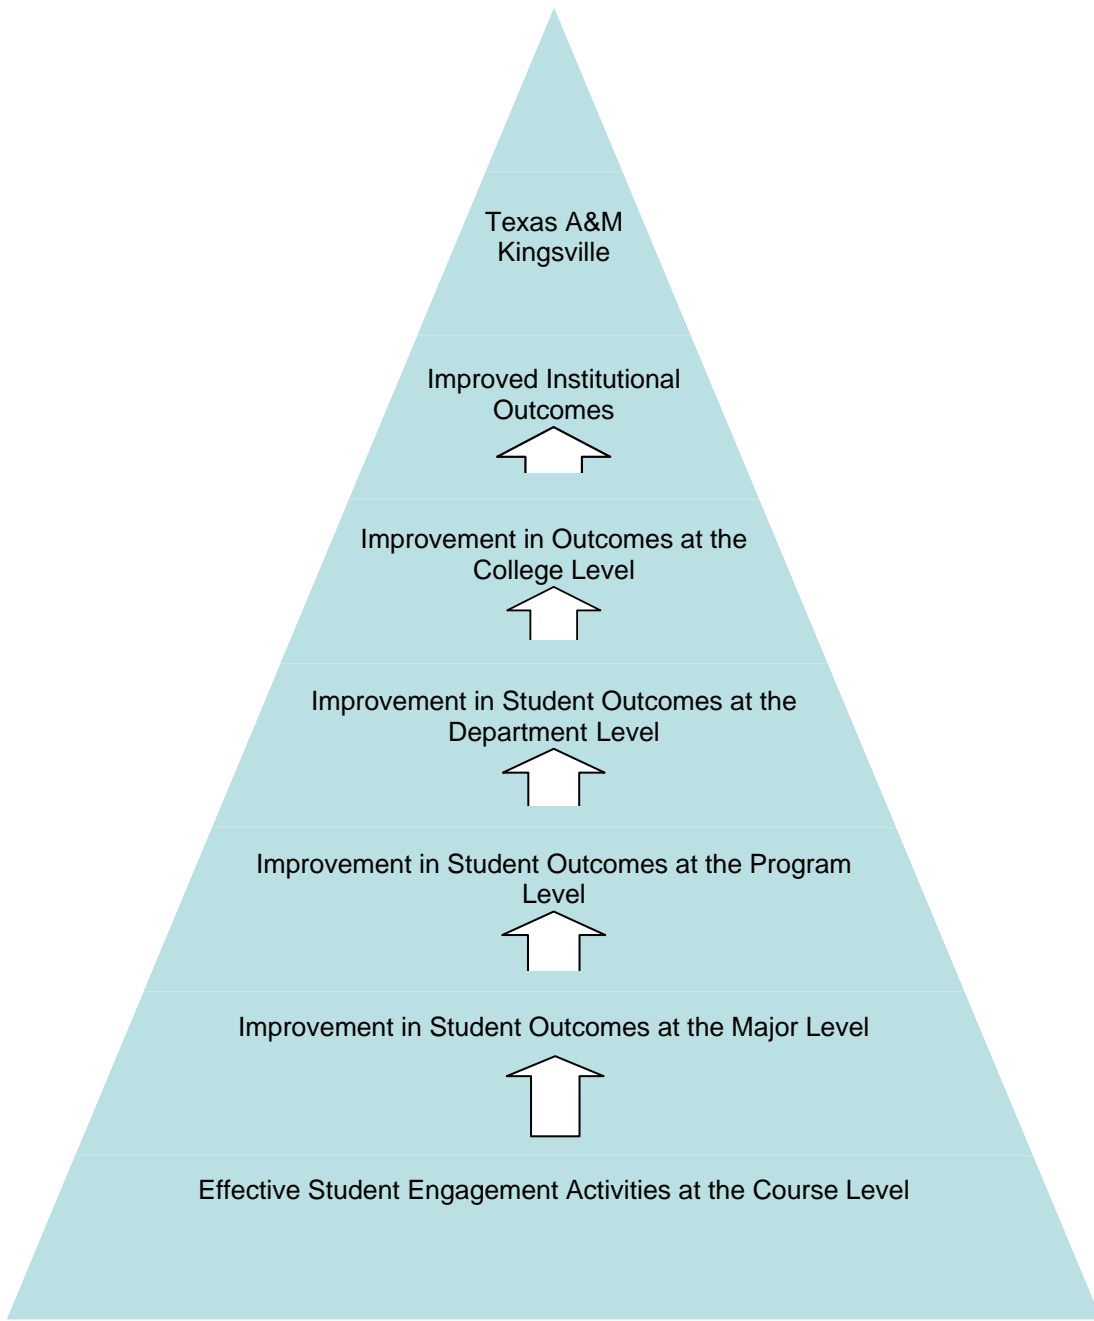 Texas A&M
Kingsville
Improved Institutional
Outcomes
Improvement in Outcomes at the
College Level
Improvement in Student Outcomes at the
Department Level
Improvement in Student Outcomes at the Program
Level
Improvement in Student Outcomes at the Major Level
Effective Student Engagement Activities at the Course Level